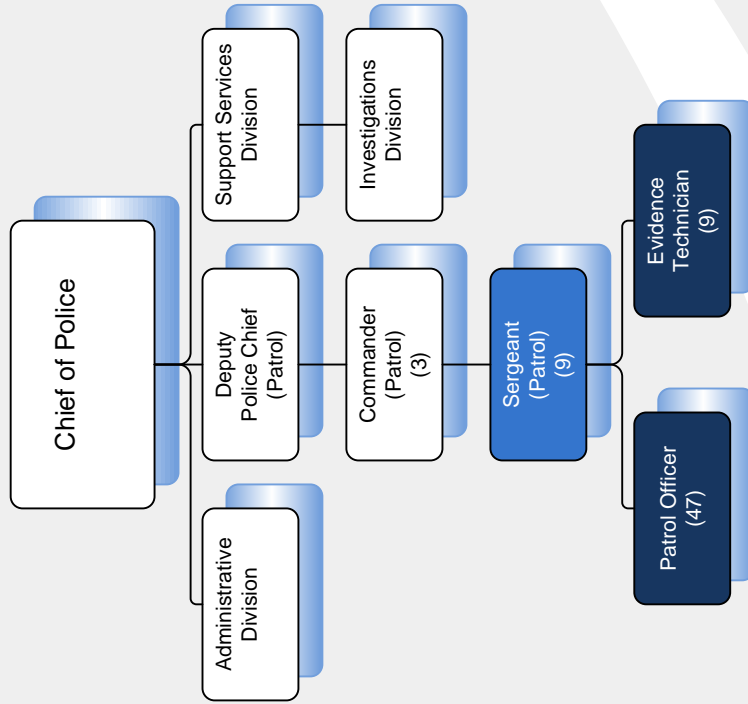 Chief of Police
Administrative
Division
Deputy
Police Chief
(Patrol)
Support Services
Division
Commander
(Patrol)
(3)
Investigations
Division
Sergeant
(Patrol)
(9)
Patrol Officer
(47)
Evidence
Technician
(9)